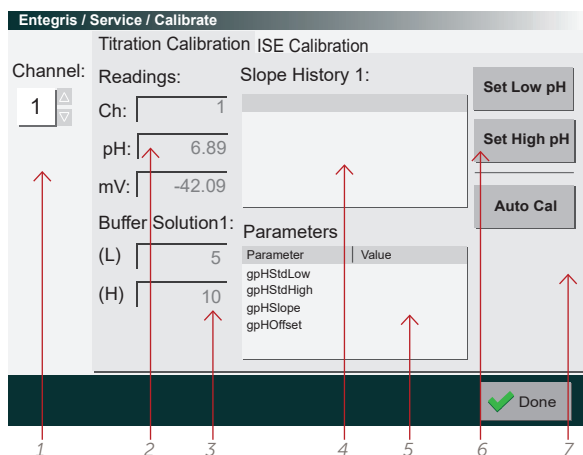 Entegris / Service / Calibrate
Titration Calibration ISE Calibration
Channel:
1
Readings:
Ch: 1
pH: 6.89
mV: -42.09
Buffer Solution1:
(L) 5
(H) 10
Slope History 1:
Parameters
Parameter Value
gpHStdLow
gpHStdHigh
gpHSlope
gpHOffset
Set Low pH
Set High pH
Auto Cal
Done
1 2 3 4 5 6 7